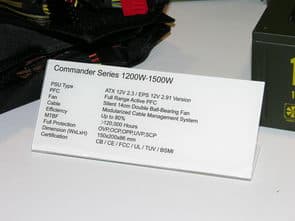 Commander Series 1200W-1500W
PSU Type ATX 12V 2.3 / EPS 12V 2.91 Version
PFC Full Range Active PFC
Fan Silent 14cm Double Ball-Bearing Fan
Cable Modularized Cable Management System
Efficiency Up to 80%
MTBF >120,000 Hours
Full Protection OVP,OCP,OPP,UVP,SCP
Dimension (WxLxH) 150x200x86 mm
Certification CB / CE / FCC / UL / TUV / BSMI